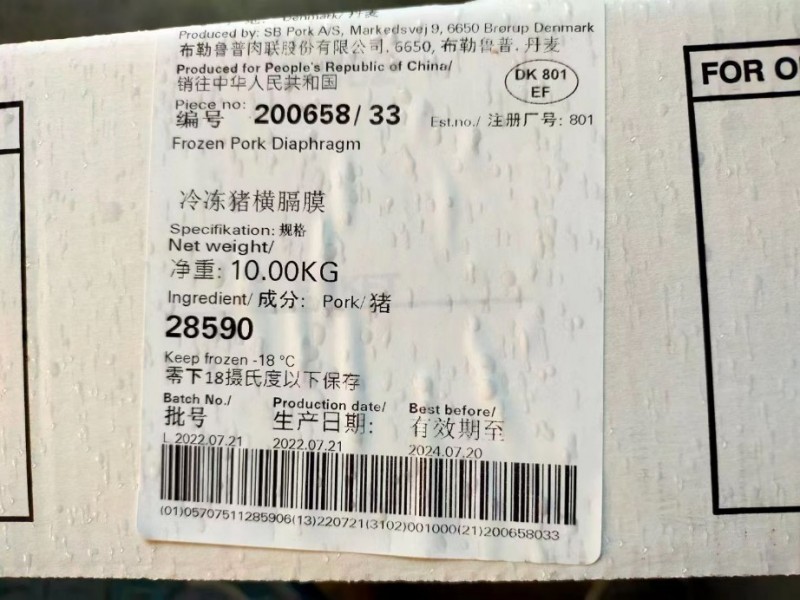 Denmark/ 丹麦
Produced by: SB Pork A/S, Markedsvej 9, 6650 Brørup Denmark
布勒鲁普肉联股份有限公司, 6650, 布勒鲁普. 丹麦
Produced for People's Republic of China/
销往中华人民共和国
DK 801
EF
Piece no:
编号 200658/ 33
Est.no./ 注册厂号: 801
Frozen Pork Diaphragm
冷冻猪横膈膜
Specifikation: 规格
Net weight/
净重: 10.00KG
Ingredient/ 成分: Pork/ 猪
28590
Keep frozen -18 °C
零下18摄氏度以下保存
Batch No./ Production date/ Best before/
批号 生产日期: 有效期至
L 2022.07.21 2022.07.21 2024.07.20
(01)05707511285906(13)220721(3102)001000(21)200658033
FOR O